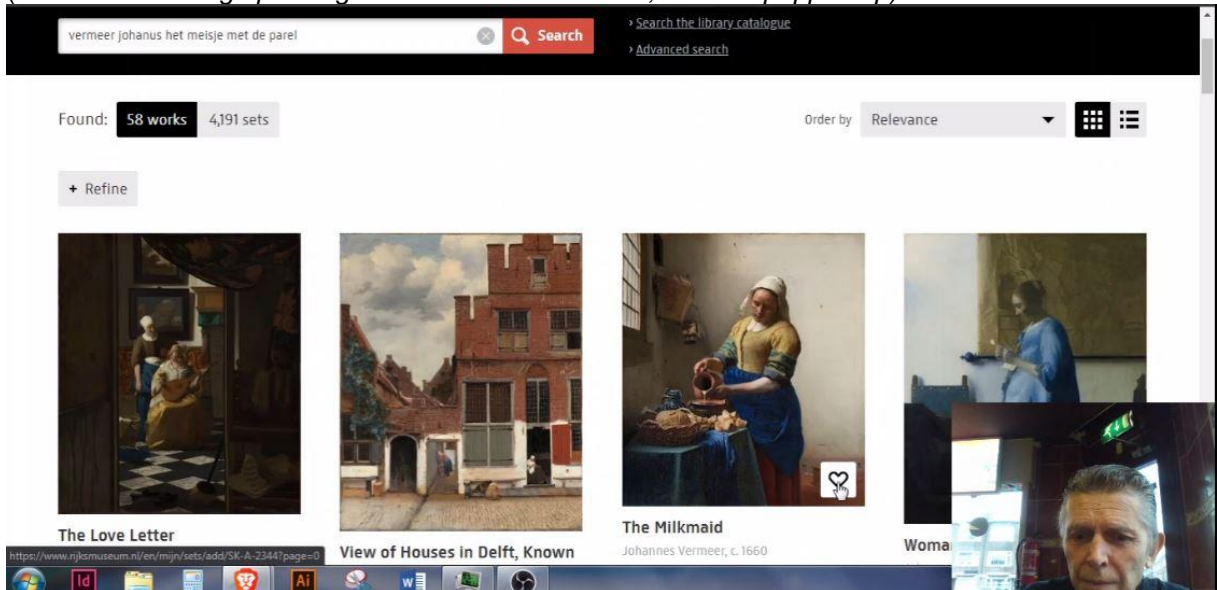 vermeer johanus het meisje met de parel
Search
› Search the library catalogue
› Advanced search
Found: 58 works 4,191 sets
Order by Relevance
+ Refine
The Love Letter
View of Houses in Delft, Known
The Milkmaid
Johannes Vermeer, c. 1660
https://www.rijksmuseum.nl/en/mijn/sets/add/SK-A-2344?page=0
Id
Ai
W